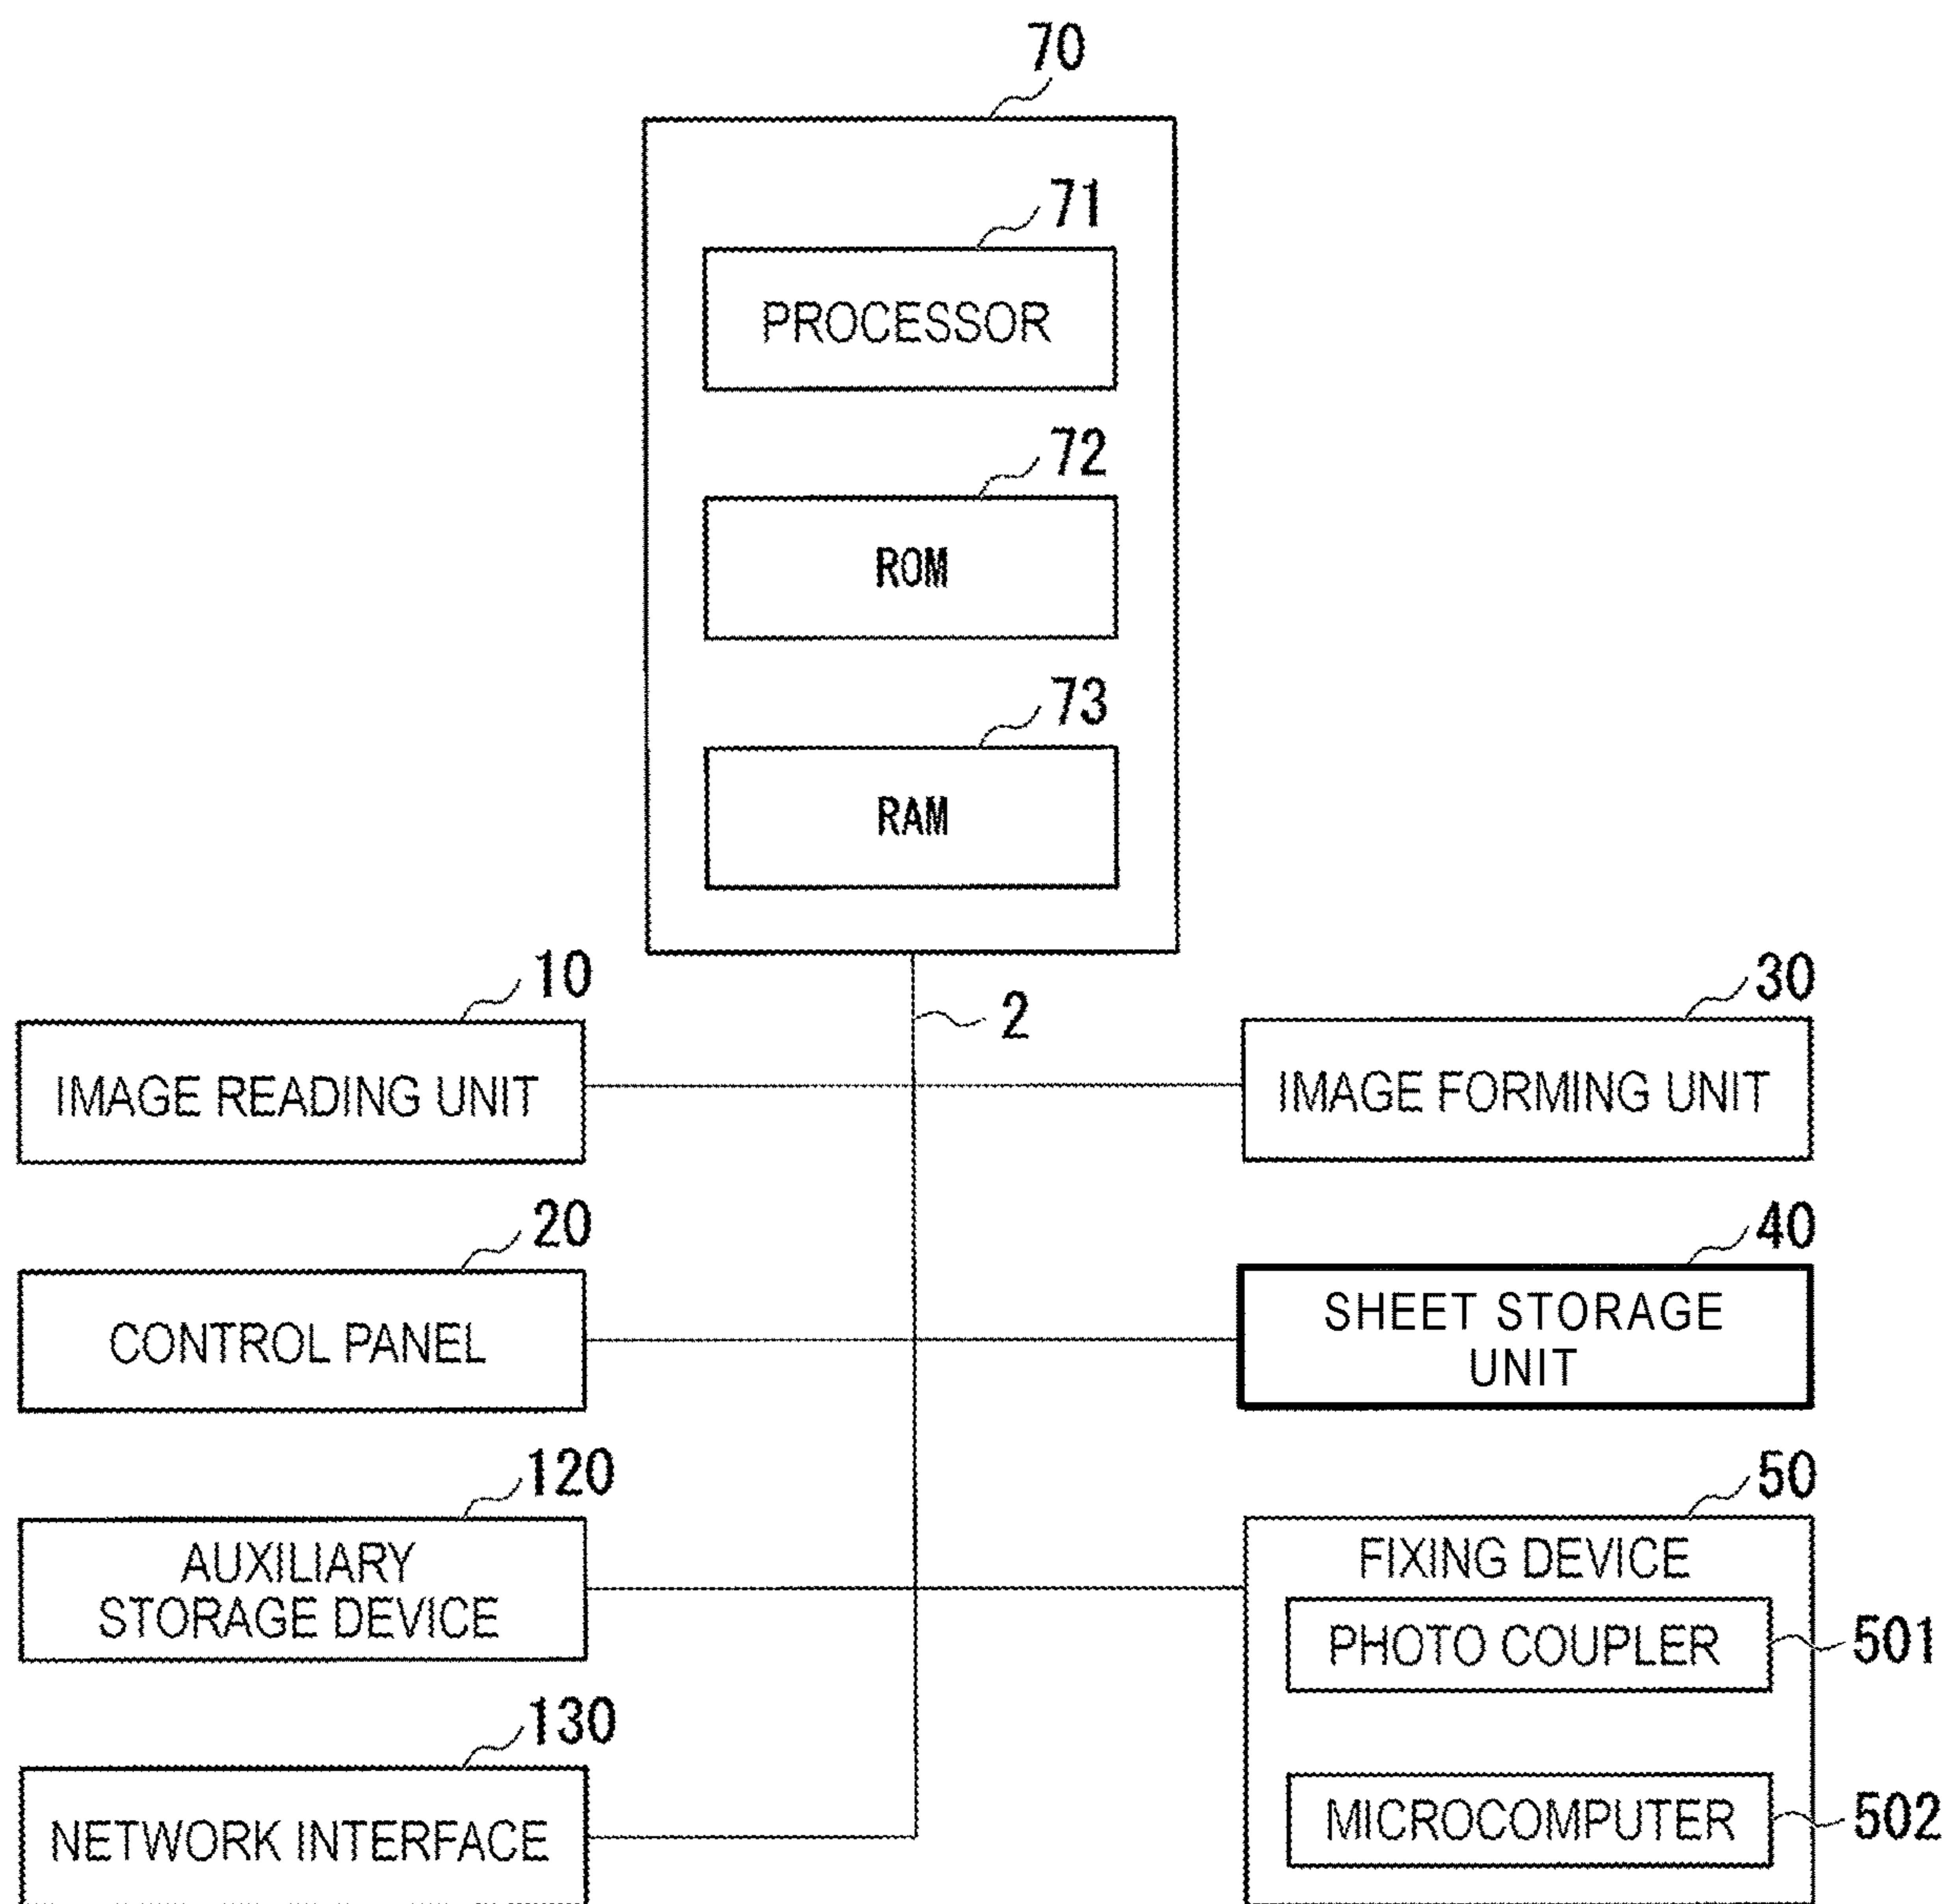 70
71
PROCESSOR
72
ROM
73
RAM
2
10
IMAGE READING UNIT
30
IMAGE FORMING UNIT
20
CONTROL PANEL
40
SHEET STORAGE
UNIT
120
AUXILIARY
STORAGE DEVICE
50
FIXING DEVICE
PHOTO COUPLER
501
130
NETWORK INTERFACE
MICROCOMPUTER
502